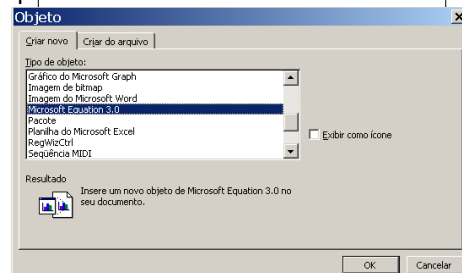 Objeto
Criar novo
Criar do arquivo
Tipo de objeto:
Gráfico do Microsoft Graph
Imagem de bitmap
Imagem do Microsoft Word
Microsoft Equation 3.0
Pacote
Planilha do Microsoft Excel
RegWizCtrl
Seqüência MIDI
Exibir como ícone
Resultado
Insere um novo objeto de Microsoft Equation 3.0 no
seu documento.
OK
Cancelar